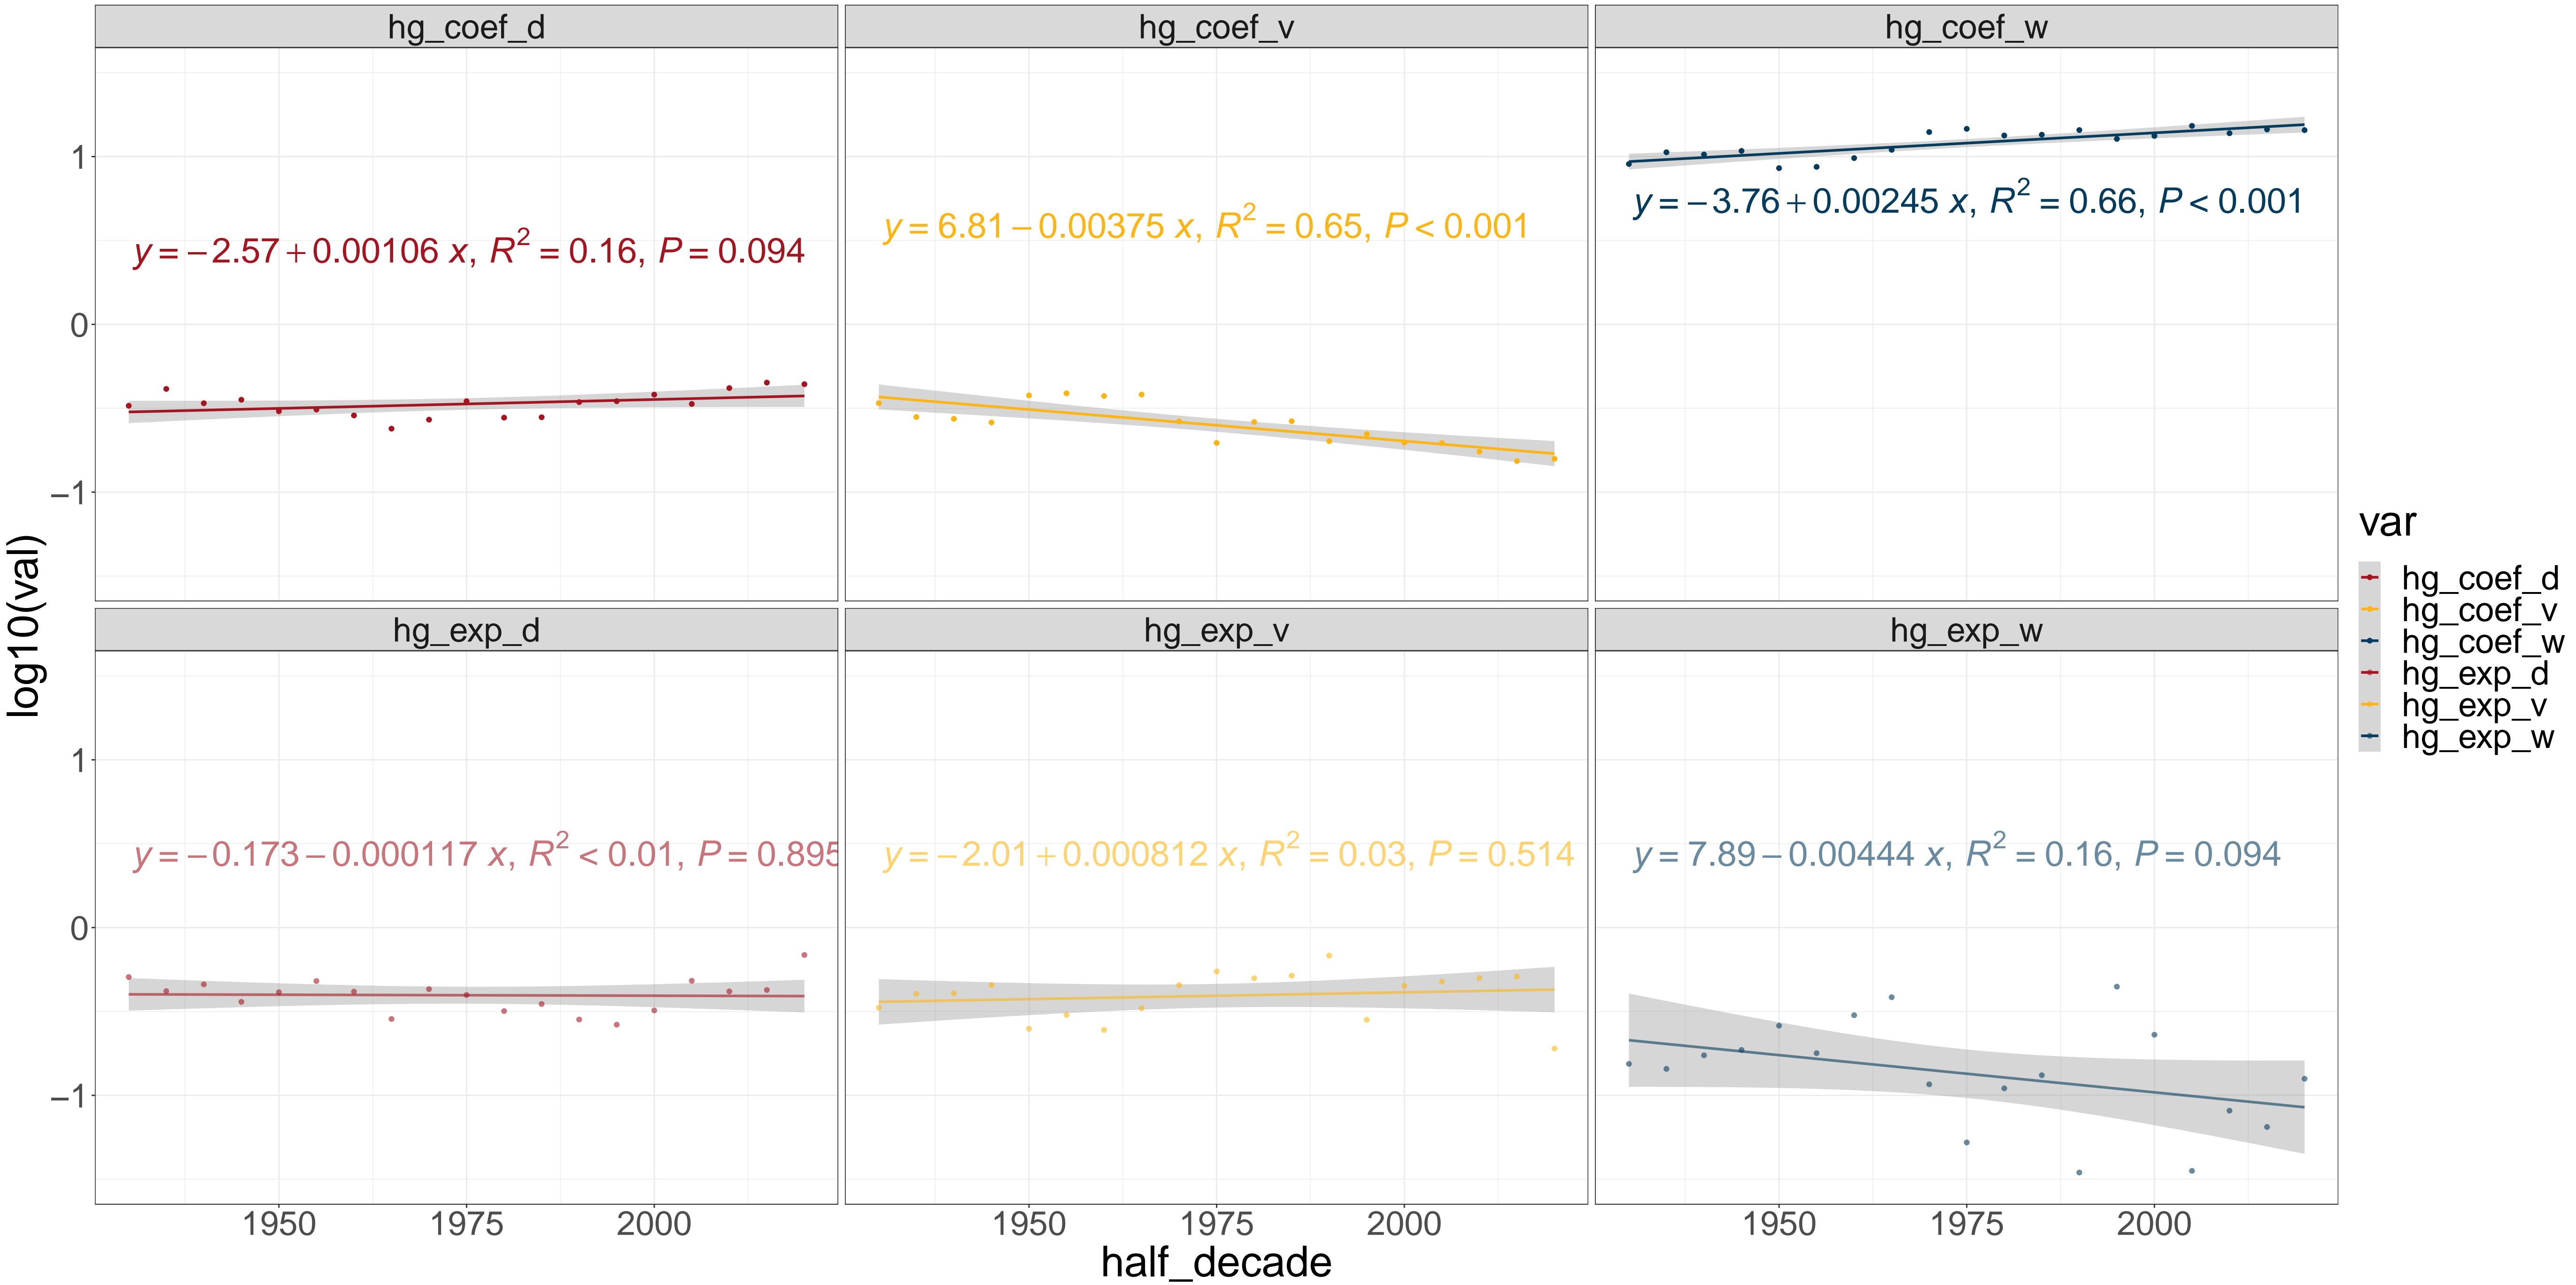 hg_coef_d hg_coef_v hg_coef_w
1
0
−1
y = −2.57 + 0.00106 x, R² = 0.16, P = 0.094
y = 6.81 − 0.00375 x, R² = 0.65, P < 0.001
y = −3.76 + 0.00245 x, R² = 0.66, P < 0.001
hg_exp_d hg_exp_v hg_exp_w
1
0
−1
y = −0.173 − 0.000117 x, R² < 0.01, P = 0.895
y = −2.01 + 0.000812 x, R² = 0.03, P = 0.514
y = 7.89 − 0.00444 x, R² = 0.16, P = 0.094
1950 1975 2000 1950 1975 2000 1950 1975 2000
half_decade
log10(val)
var
hg_coef_d
hg_coef_v
hg_coef_w
hg_exp_d
hg_exp_v
hg_exp_w